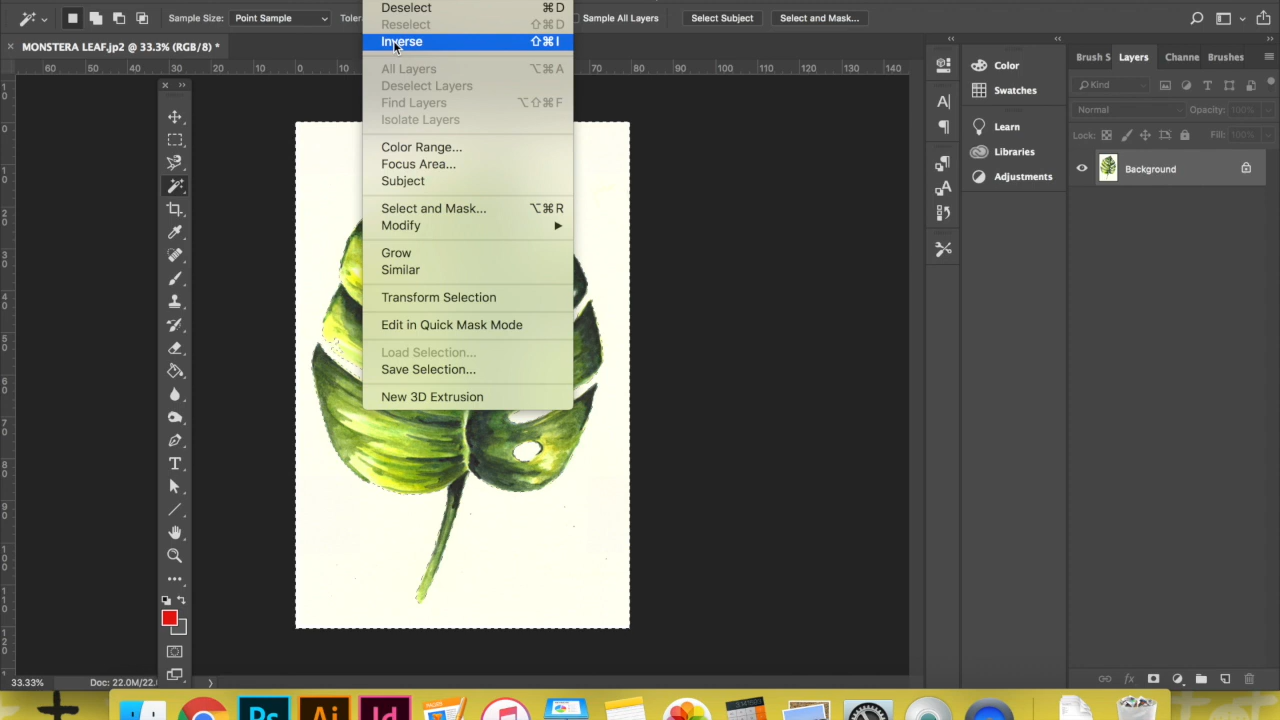 Sample Size: Point Sample
Sample All Layers Select Subject Select and Mask...
MONSTERA LEAF.jp2 @ 33.3% (RGB/8) *
60 50 40 30 20 10 0 10
70 80 90 100 110 120 130 140
Deselect ⌘D
Reselect ⇧⌘D
Inverse ⇧⌘I
All Layers ⌥⌘A
Deselect Layers
Find Layers ⌥⇧⌘F
Isolate Layers
Color Range...
Focus Area...
Subject
Select and Mask... ⌥⌘R
Modify
Grow
Similar
Transform Selection
Edit in Quick Mask Mode
Load Selection...
Save Selection...
New 3D Extrusion
Color
Swatches
Learn
Libraries
Adjustments
Brush S Layers Channe Brushes
Kind
Normal Opacity: 100%
Lock: Fill: 100%
Background
33.33% Doc: 22.0M/22.
Ps Ai Id